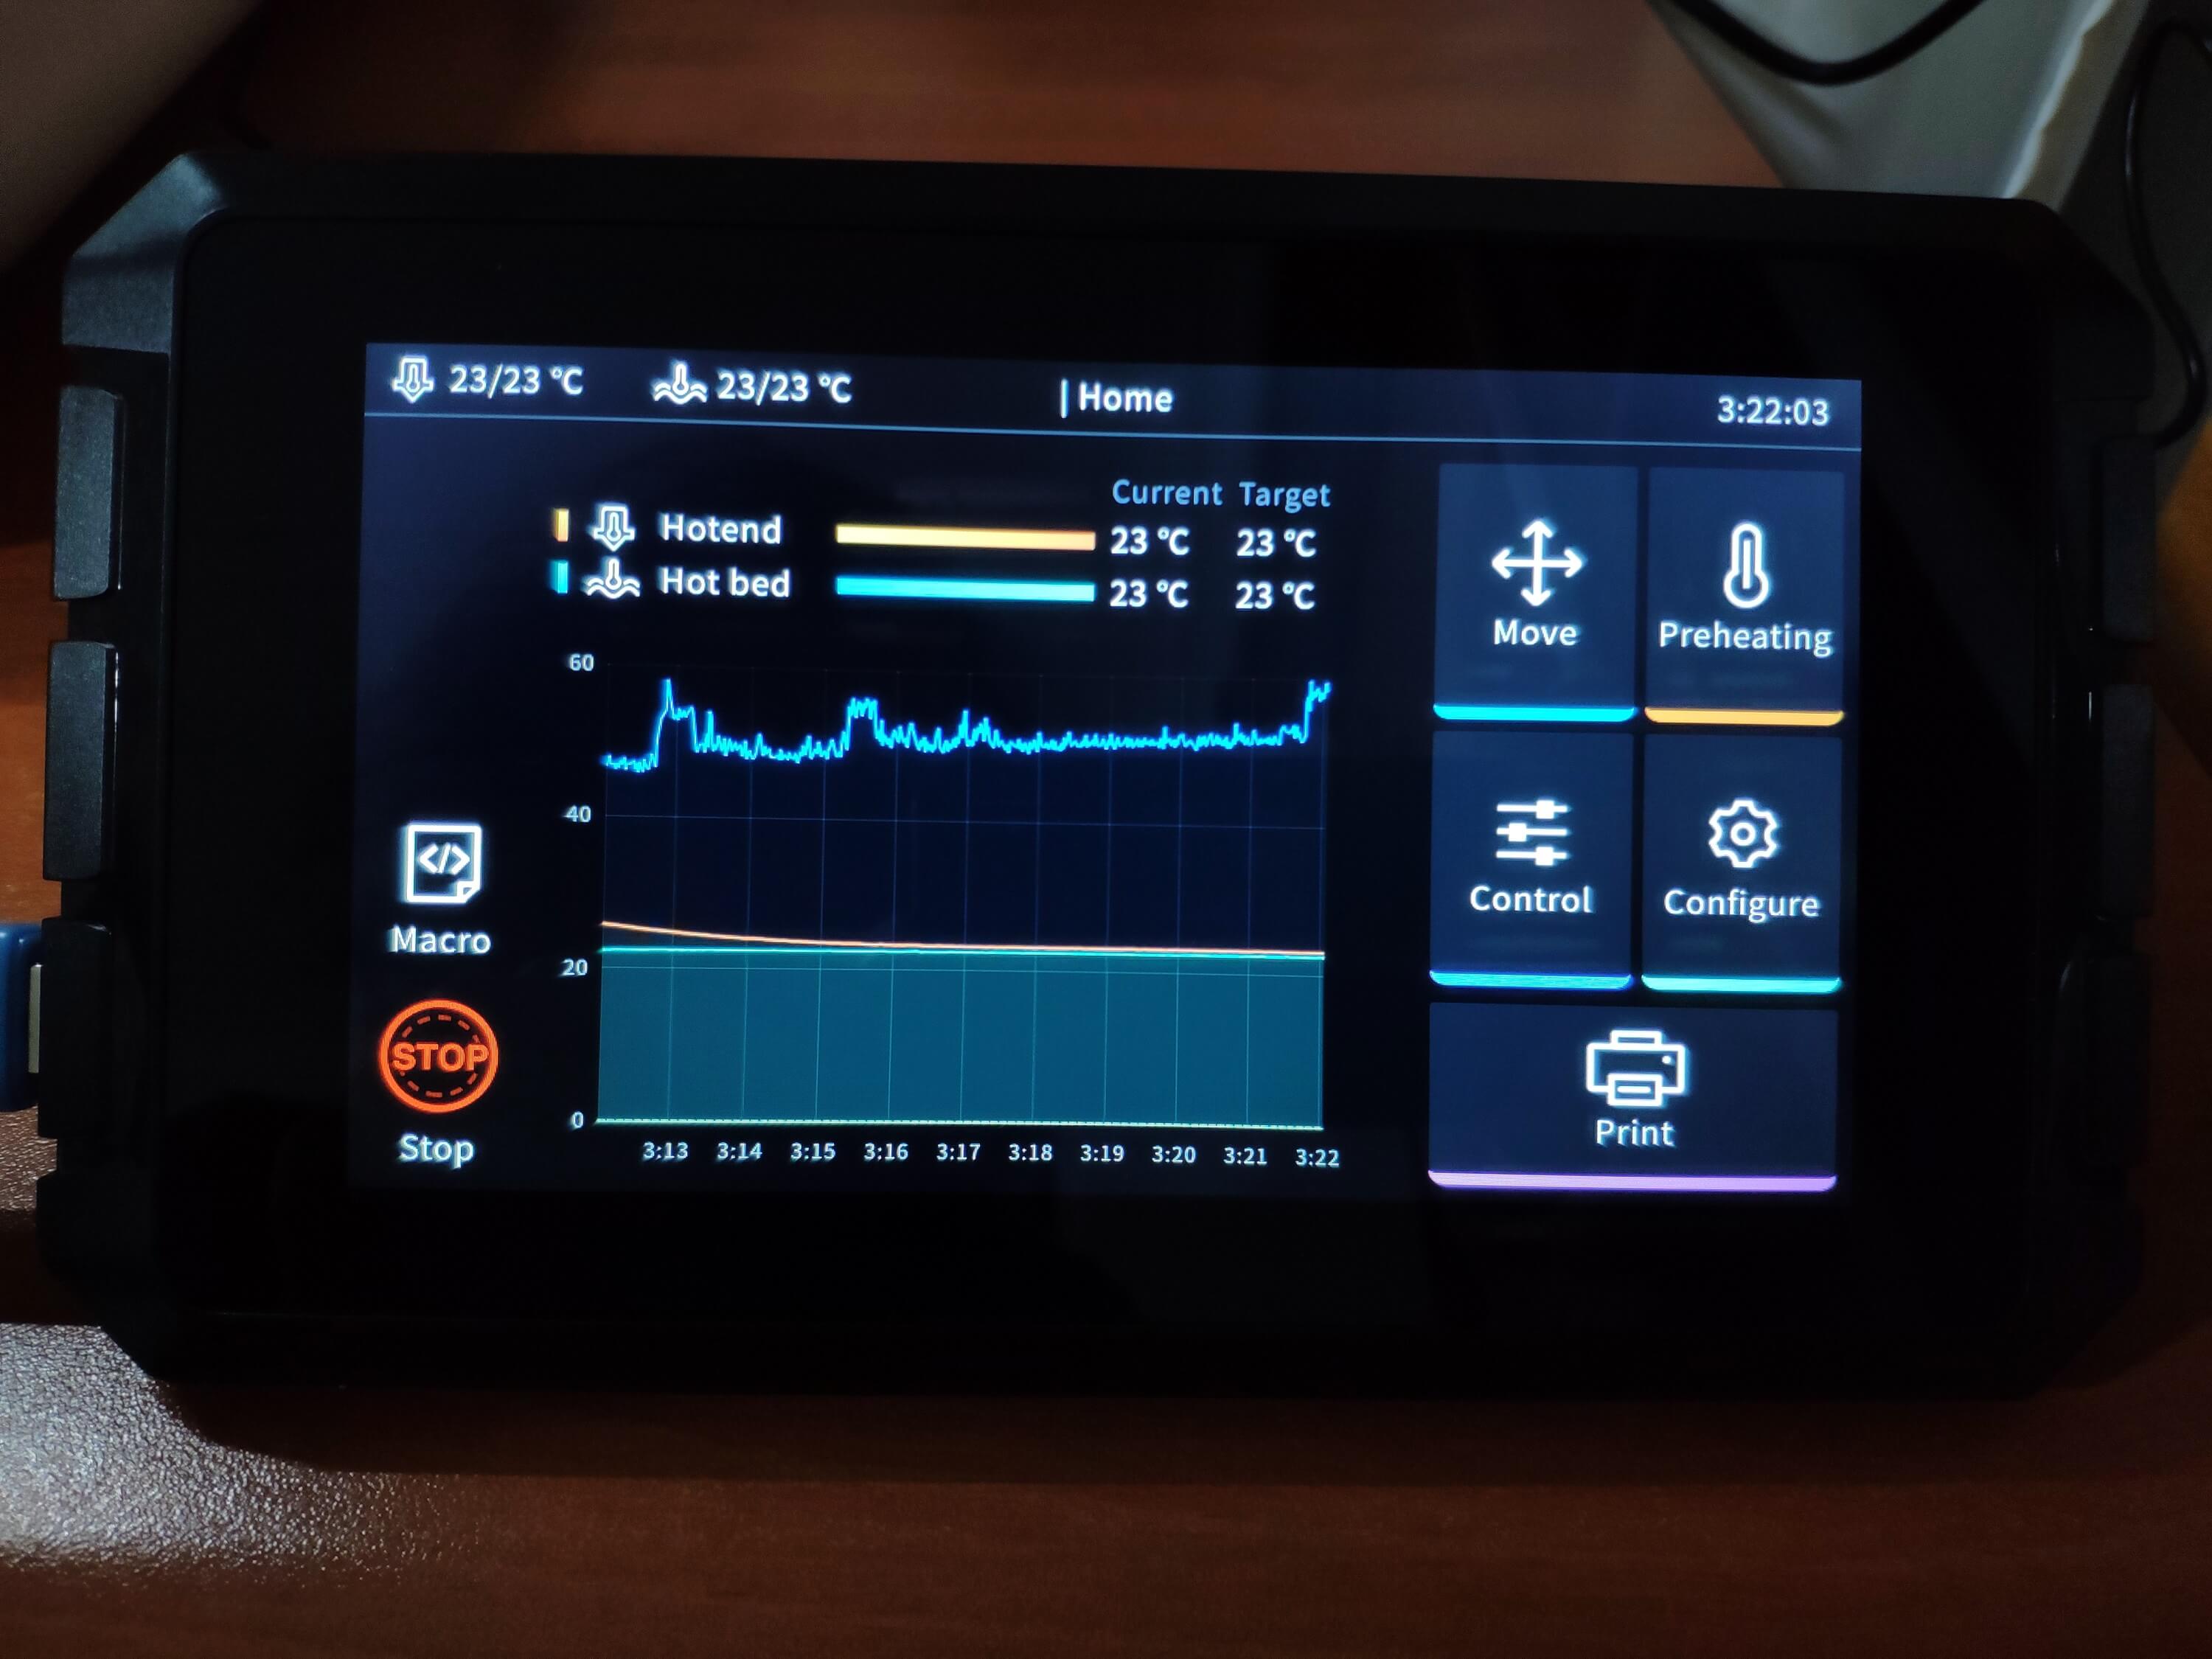 23/23 °C 23/23 °C | Home 3:22:03
Current Target
Hotend 23 °C 23 °C
Hot bed 23 °C 23 °C
60
40
20
0
3:13 3:14 3:15 3:16 3:17 3:18 3:19 3:20 3:21 3:22
Macro
STOP
Stop
Move
Preheating
Control
Configure
Print